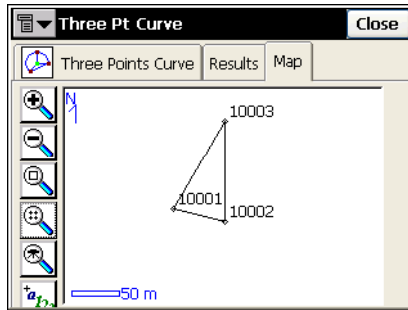 Three Pt Curve Close
Three Points Curve Results Map
N
10003
10001
10002
50 m